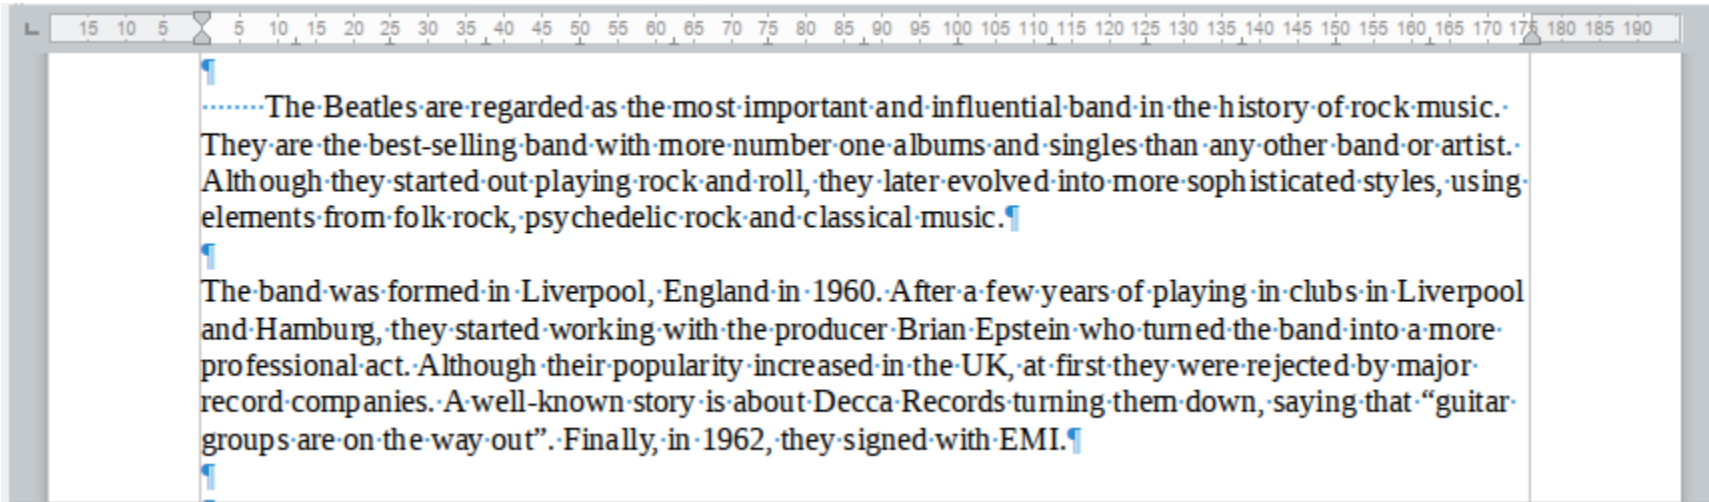 15 10 5 5 10 15 20 25 30 35 40 45 50 55 60 65 70 75 80 85 90 95 100 105 110 115 120 125 130 135 140 145 150 155 160 165 170 175 180 185 190
¶
········The·Beatles·are·regarded·as·the·most·important·and·influential·band·in·the·history·of·rock·music.·
They·are·the·best-selling·band·with·more·number·one·albums·and·singles·than·any·other·band·or·artist.·
Although·they·started·out·playing·rock·and·roll,·they·later·evolved·into·more·sophisticated·styles,·using·
elements·from·folk·rock,·psychedelic·rock·and·classical·music.¶
¶
The·band·was·formed·in·Liverpool,·England·in·1960.·After·a·few·years·of·playing·in·clubs·in·Liverpool
and·Hamburg,·they·started·working·with·the·producer·Brian·Epstein·who·turned·the·band·into·a·more·
professional·act.·Although·their·popularity·increased·in·the·UK,·at·first·they·were·rejected·by·major·
record·companies.·A·well-known·story·is·about·Decca·Records·turning·them·down,·saying·that·“guitar·
groups·are·on·the·way·out”.·Finally,·in·1962,·they·signed·with·EMI.¶
¶